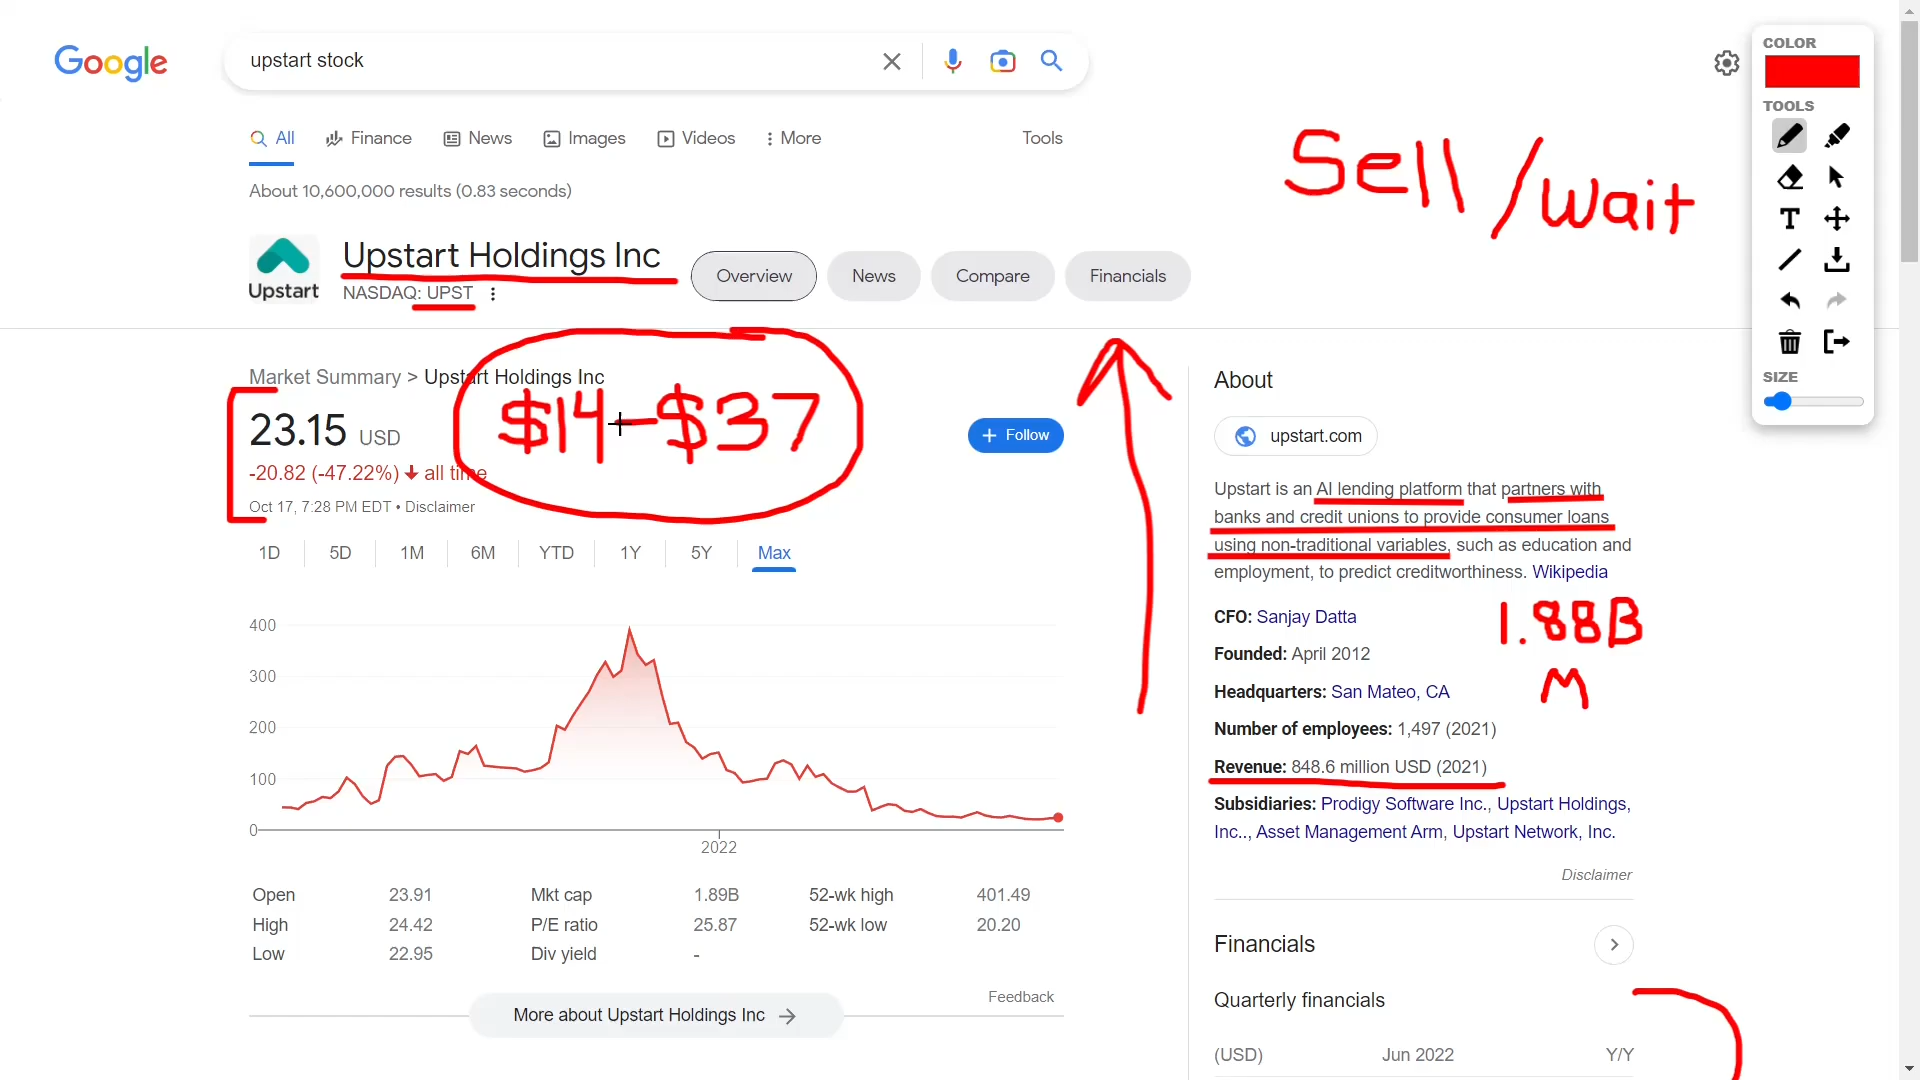 Google
upstart stock
All Finance News Images Videos More Tools
About 10,600,000 results (0.83 seconds)
Sell/wait
Upstart
Upstart Holdings Inc
NASDAQ: UPST
Overview News Compare Financials
Market Summary > Upstart Holdings Inc
23.15 USD
-20.82 (-47.22%) all time
Oct 17, 7:28 PM EDT • Disclaimer
$14-$37
+ Follow
1D 5D 1M 6M YTD 1Y 5Y Max
400
300
200
100
0
2022
Open 23.91 Mkt cap 1.89B 52-wk high 401.49
High 24.42 P/E ratio 25.87 52-wk low 20.20
Low 22.95 Div yield -
Feedback
More about Upstart Holdings Inc
About
upstart.com
Upstart is an AI lending platform that partners with
banks and credit unions to provide consumer loans
using non-traditional variables, such as education and
employment, to predict creditworthiness. Wikipedia
CFO: Sanjay Datta
Founded: April 2012
Headquarters: San Mateo, CA
Number of employees: 1,497 (2021)
Revenue: 848.6 million USD (2021)
Subsidiaries: Prodigy Software Inc., Upstart Holdings,
Inc.., Asset Management Arm, Upstart Network, Inc.
1.88B
M
Disclaimer
Financials
Quarterly financials
(USD) Jun 2022 Y/Y
COLOR
TOOLS
T
SIZE